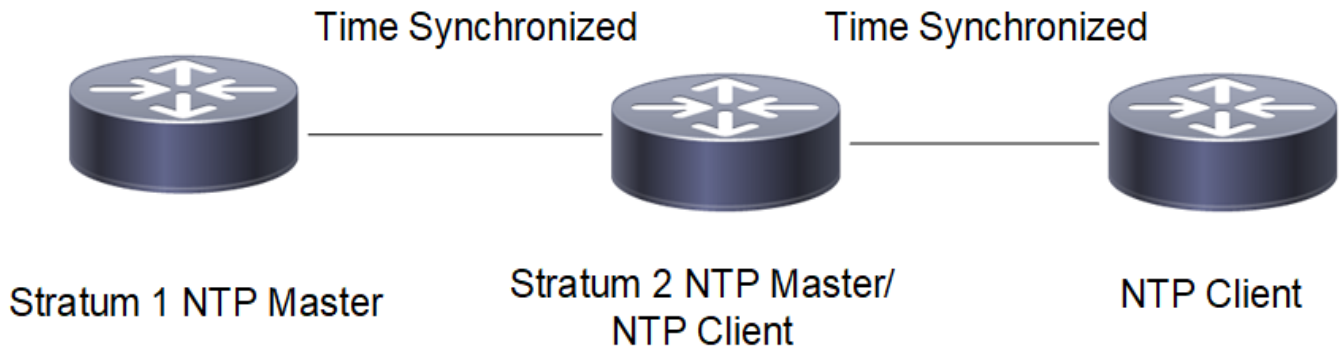 Time Synchronized
Time Synchronized
Stratum 1 NTP Master
Stratum 2 NTP Master/
NTP Client
NTP Client